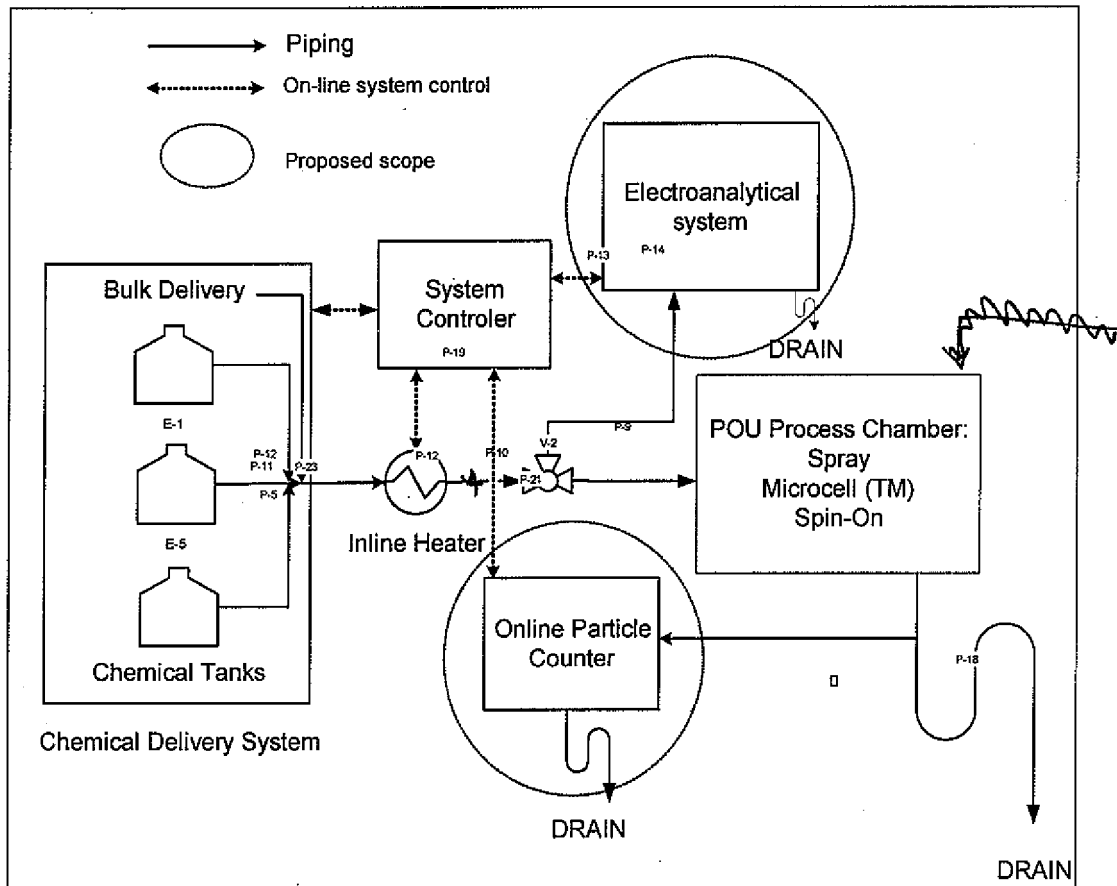 Piping
On-line system control
Proposed scope
Electroanalytical
system
P-13
P-14
DRAIN
System
Controler
P-19
Bulk Delivery
E-1
P-12
P-11
P-23
P-5
E-5
Chemical Tanks
Chemical Delivery System
P-12
Inline Heater
P-10
P-21
V-2
P-9
POU Process Chamber:
Spray
Microcell (TM)
Spin-On
Online Particle
Counter
DRAIN
P-18
DRAIN